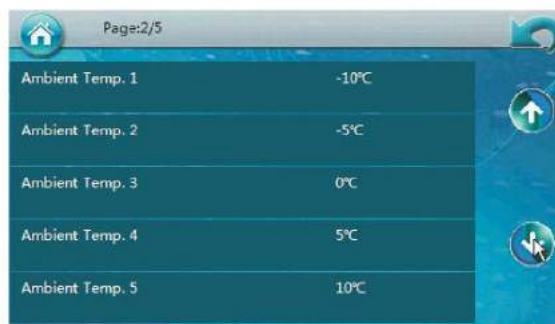 Page:2/5
Ambient Temp. 1 -10℃
Ambient Temp. 2 -5℃
Ambient Temp. 3 0℃
Ambient Temp. 4 5℃
Ambient Temp. 5 10℃